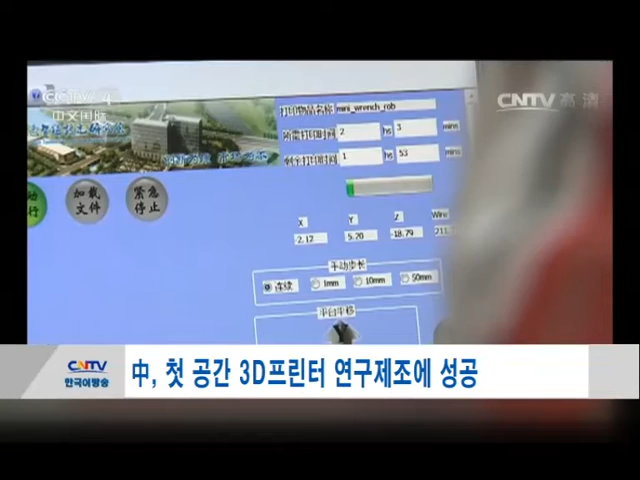 CCTV 4
中文国际
CNTV 高清
打印物品名称 mini_wrench_rob
所需打印时间 2 hs 3 mins
剩余打印时间 1 hs 53 mins
加载
文件
紧急
停止
X Y Z Wire
2.12 5.20 -18.79 211.
手动步长
连续 1mm 10mm 50mm
平台平移
CNTV
한국어방송
中, 첫 공간 3D프린터 연구제조에 성공